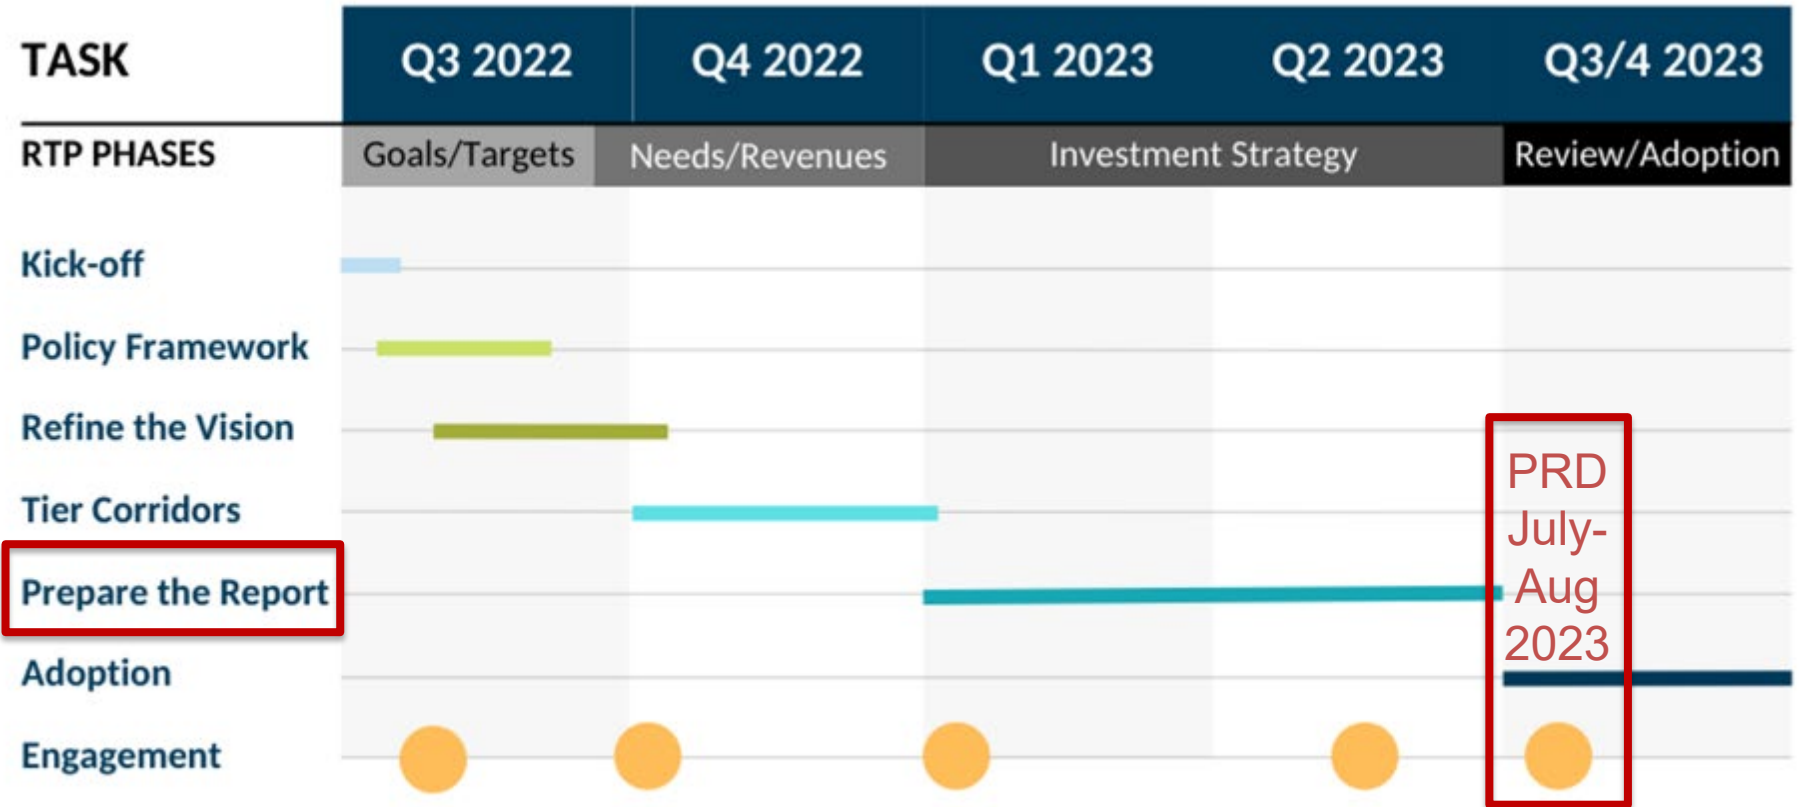 TASK Q3 2022 Q4 2022 Q1 2023 Q2 2023 Q3/4 2023
RTP PHASES Goals/Targets Needs/Revenues Investment Strategy Review/Adoption
Kick-off
Policy Framework
Refine the Vision
Tier Corridors
Prepare the Report
Adoption
Engagement
PRD
July-
Aug
2023